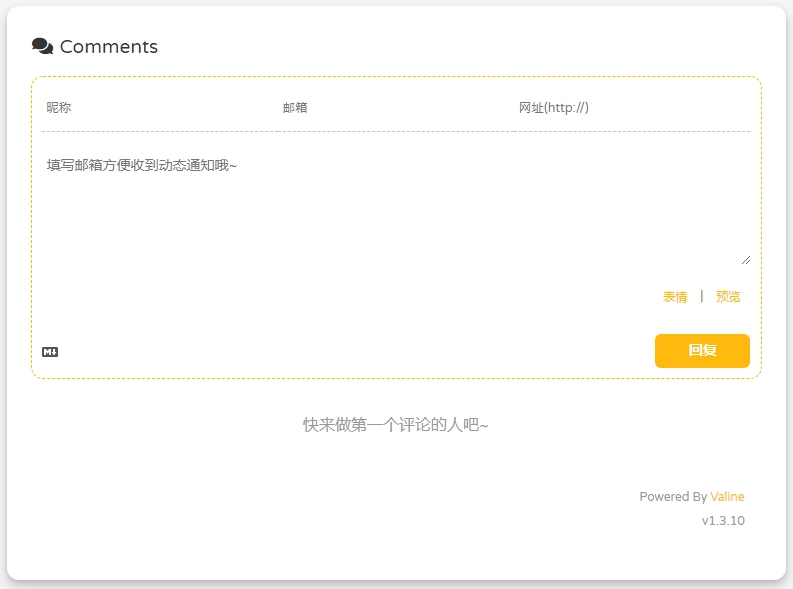 Comments
昵称 邮箱 网址(http://)
填写邮箱方便收到动态通知哦~
表情 | 预览
M↓ 回复
快来做第一个评论的人吧~
Powered By Valine
v1.3.10